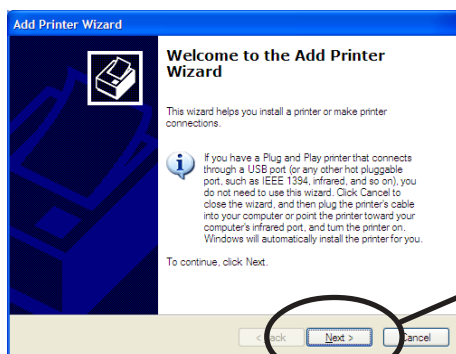 Add Printer Wizard
Welcome to the Add Printer
Wizard
This wizard helps you install a printer or make printer
connections.
If you have a Plug and Play printer that connects
through a USB port (or any other hot pluggable
port, such as IEEE 1394, infrared, and so on), you
do not need to use this wizard. Click Cancel to
close the wizard, and then plug the printer's cable
into your computer or point the printer toward your
computer's infrared port, and turn the printer on.
Windows will automatically install the printer for you.
To continue, click Next.
< Back Next > Cancel